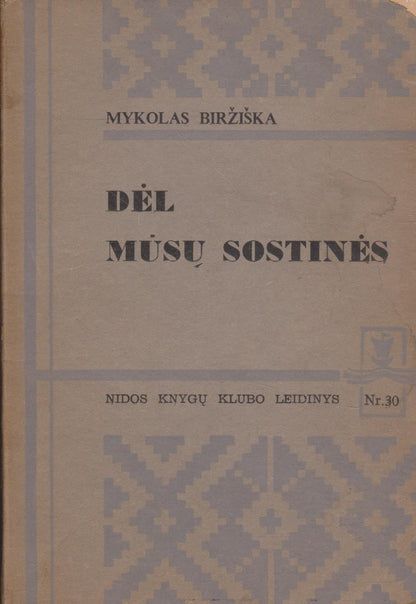 MYKOLAS BIRŽIŠKA
DĖL
MŪSŲ SOSTINĖS
NIDOS KNYGŲ KLUBO LEIDINYS Nr.30